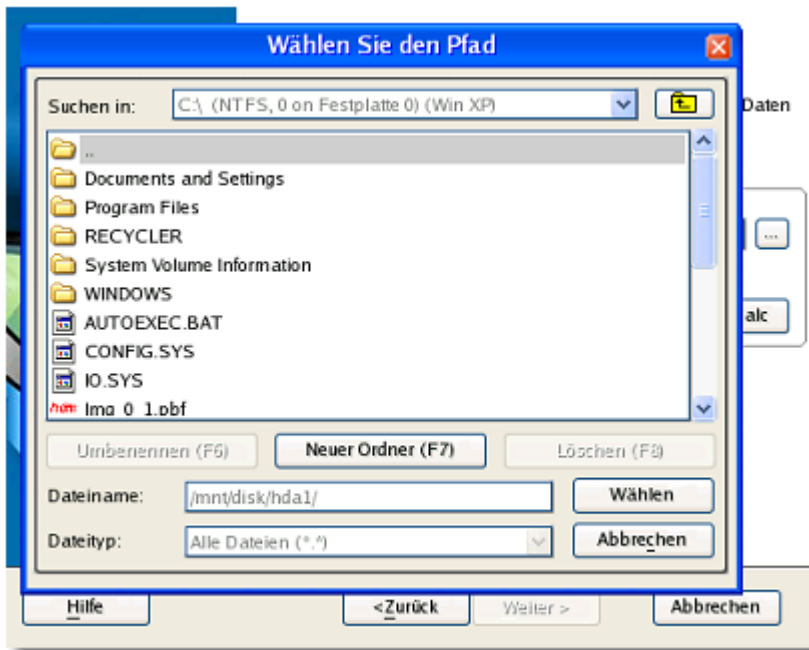 Wählen Sie den Pfad
Suchen in: C:\ (NTFS, 0 on Festplatte 0) (Win XP)
Daten
..
Documents and Settings
Program Files
RECYCLER
System Volume Information
...
WINDOWS
AUTOEXEC.BAT
alc
CONFIG.SYS
IO.SYS
Img_0_1.pbf
Umbenennen (F6) Neuer Ordner (F7) Löschen (F8)
Dateiname: /mnt/disk/hda1/ Wählen
Dateityp: Alle Dateien (*.*) Abbrechen
Hilfe <Zurück Weiter > Abbrechen